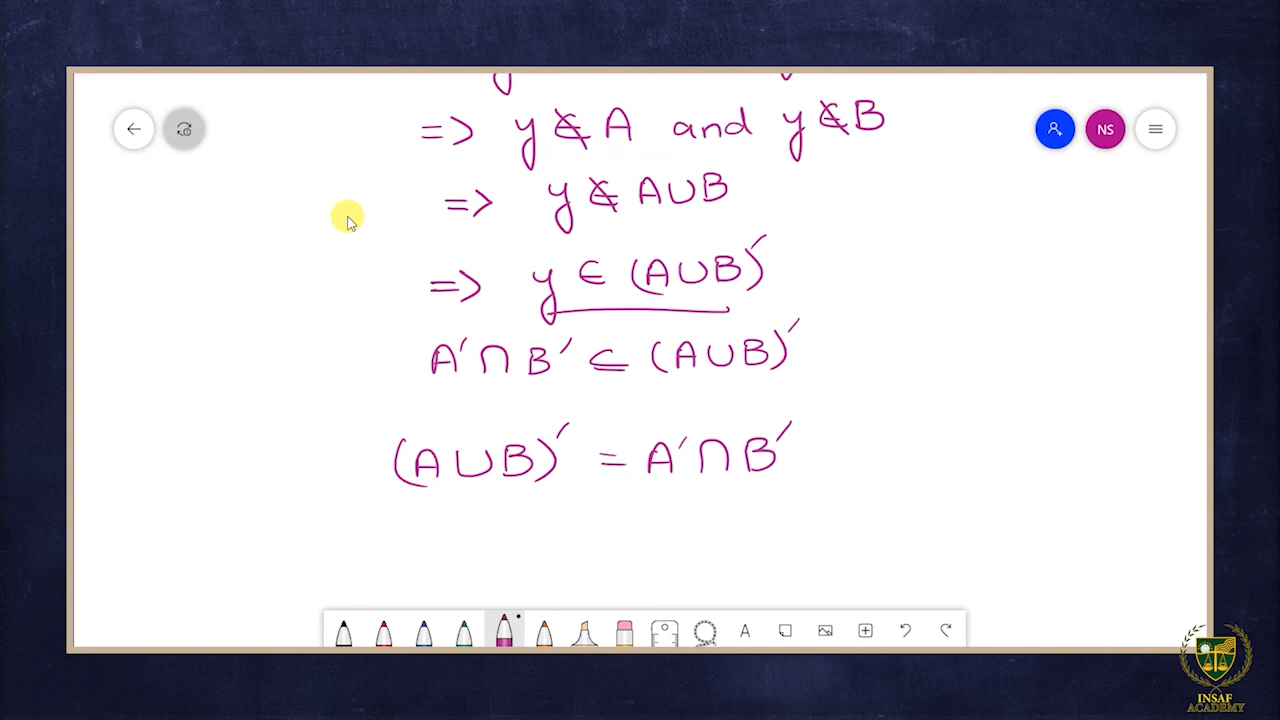 => y ∉ A and y ∉ B
=> y ∉ A∪B
=> y ∈ (A∪B)′
A′∩B′ ⊆ (A∪B)′
(A∪B)′ = A′∩B′
NS
A
INSAF
ACADEMY